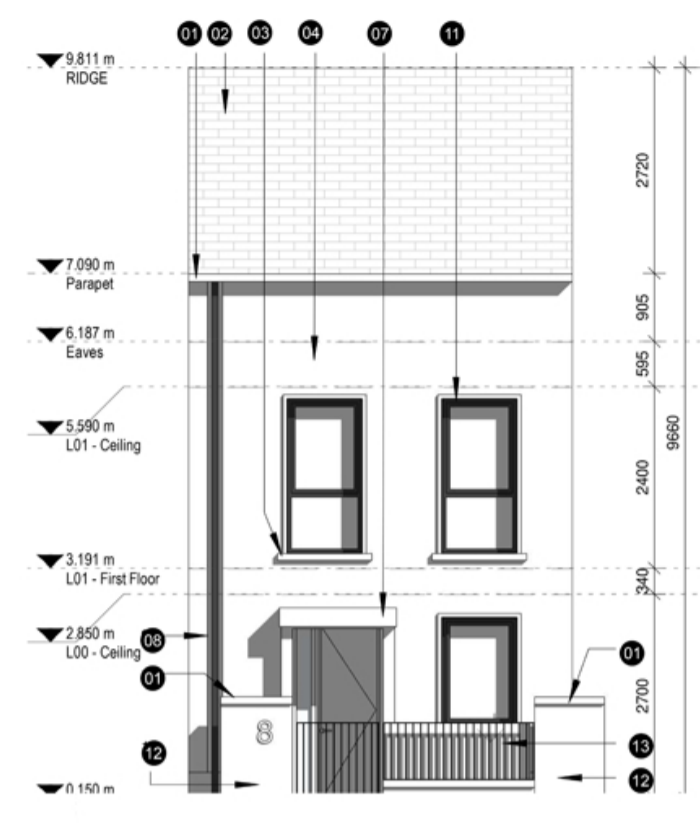 01 02 03 04 07 11
9.811 m
RIDGE
2720
7.090 m
Parapet
905
6.187 m
Eaves
595
9660
5.590 m
L01 - Ceiling
2400
3.191 m
L01 - First Floor
340
2.850 m
L00 - Ceiling
08
01
01
2700
8
12
13
12
0.150 m